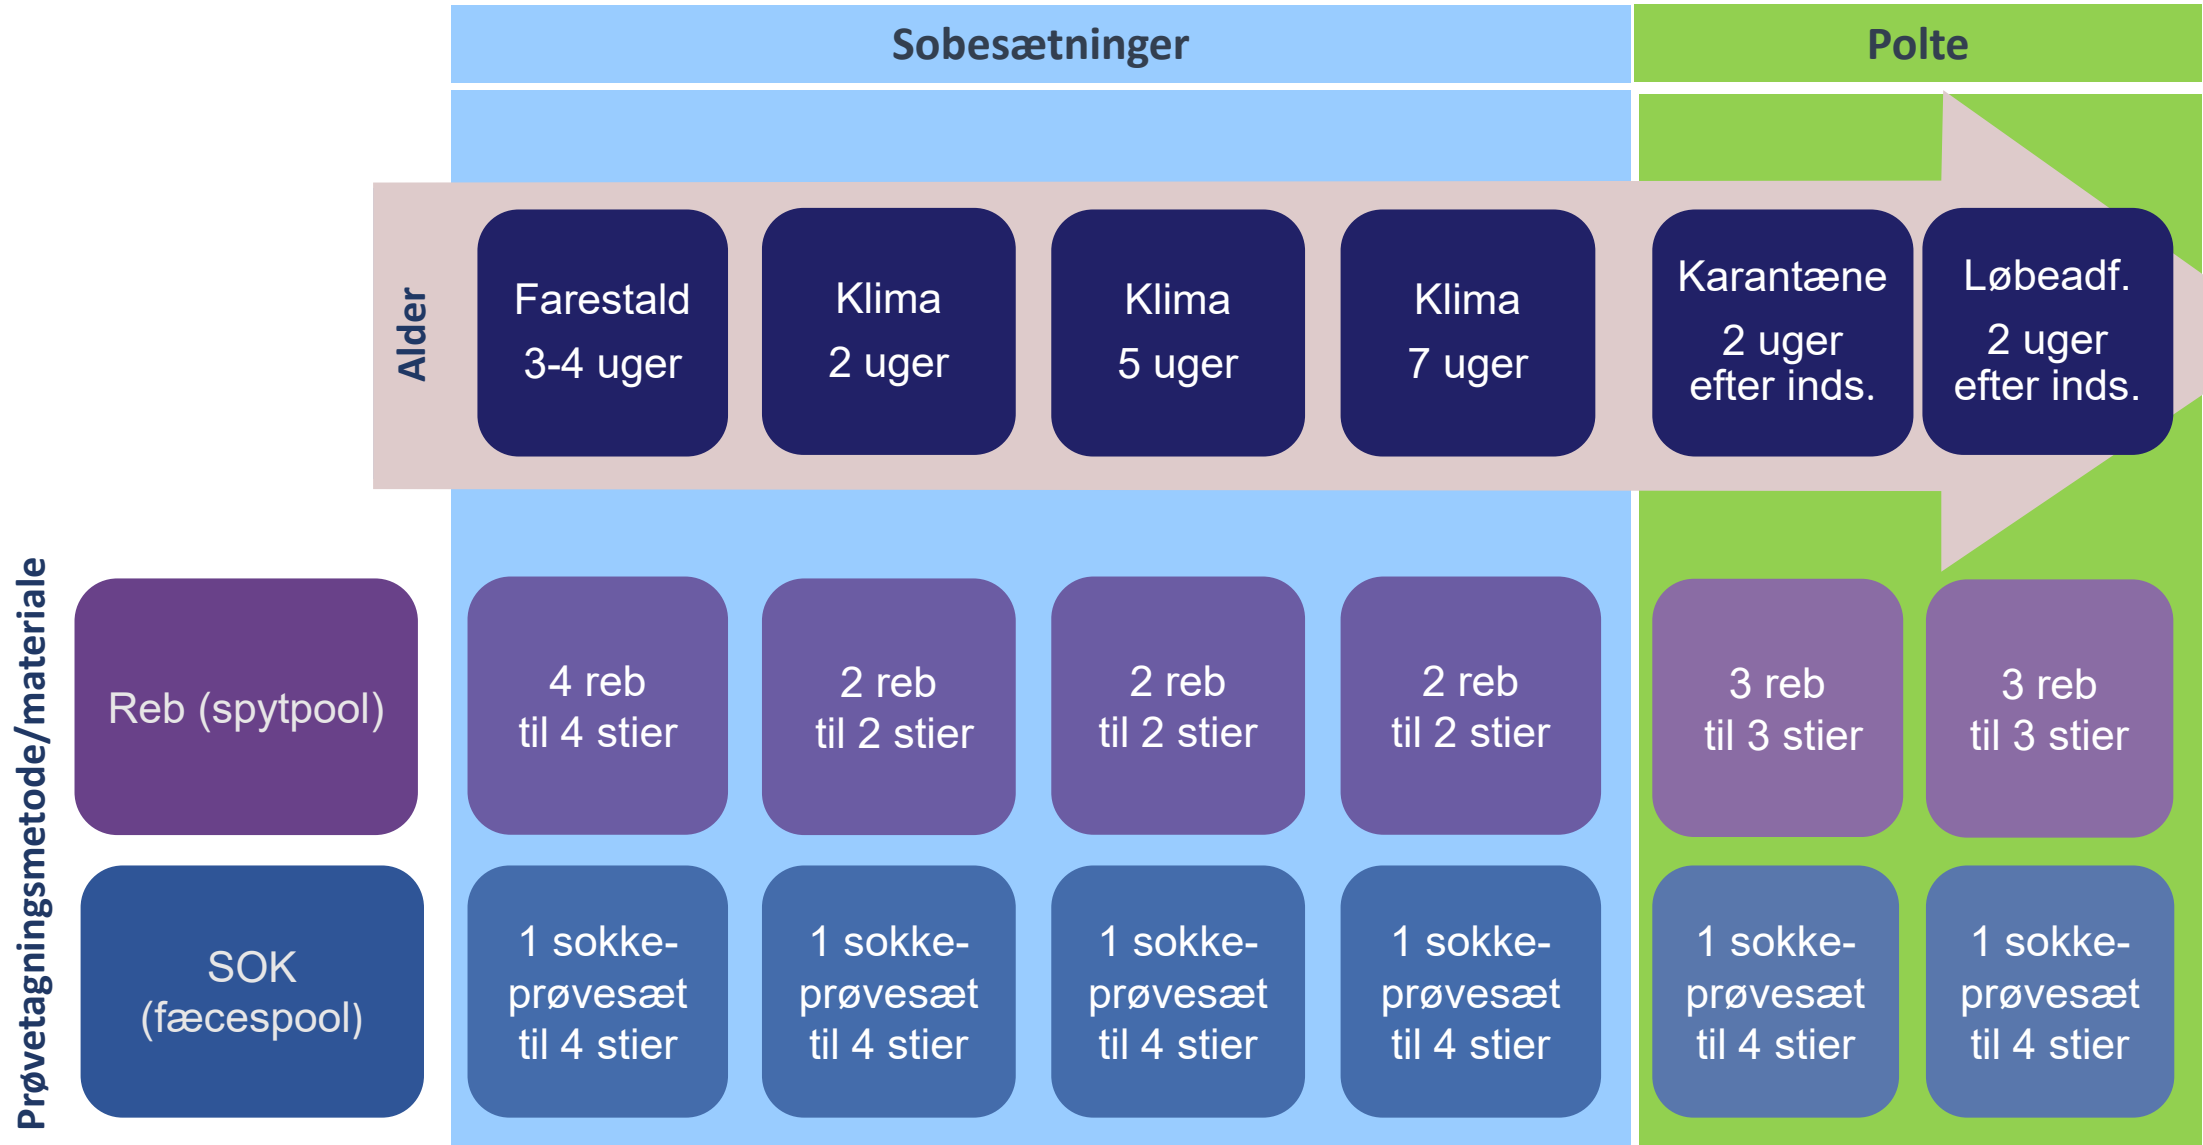 Sobesætninger
Polte
Alder
Farestald
3-4 uger
Klima
2 uger
Klima
5 uger
Klima
7 uger
Karantæne
2 uger
efter inds.
Løbeadf.
2 uger
efter inds.
Prøvetagningsmetode/materiale
Reb (spytpool)
4 reb
til 4 stier
2 reb
til 2 stier
2 reb
til 2 stier
2 reb
til 2 stier
3 reb
til 3 stier
3 reb
til 3 stier
SOK
(fæcespool)
1 sokke-
prøvesæt
til 4 stier
1 sokke-
prøvesæt
til 4 stier
1 sokke-
prøvesæt
til 4 stier
1 sokke-
prøvesæt
til 4 stier
1 sokke-
prøvesæt
til 4 stier
1 sokke-
prøvesæt
til 4 stier